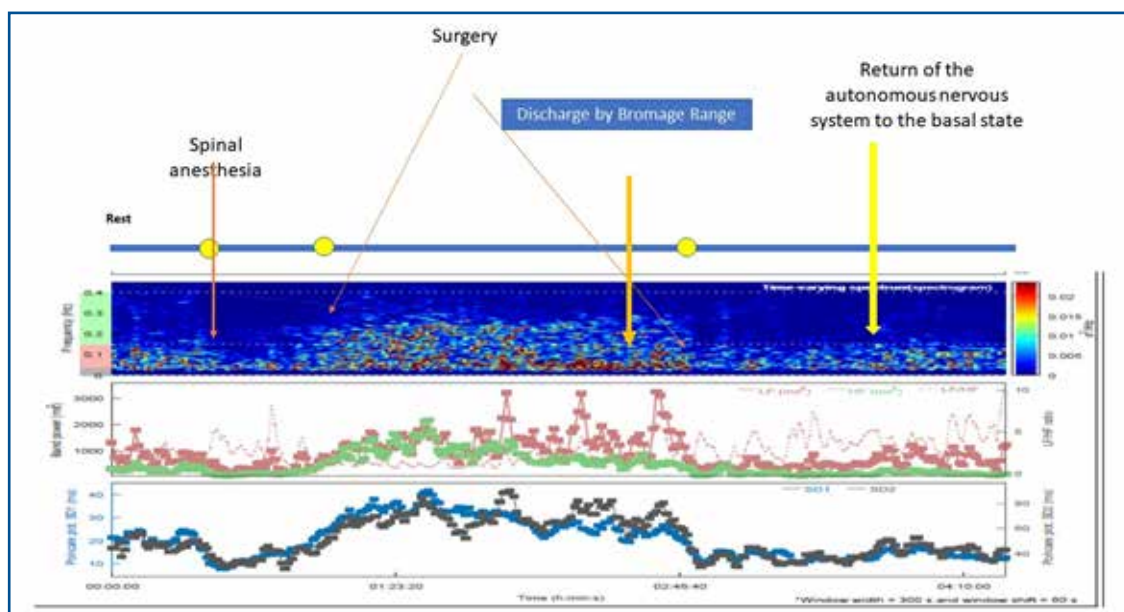 Surgery
Discharge by Bromage Range
Return of the
autonomous nervous
system to the basal state
Spinal
anesthesia
Rest
Time varying spectrum(spectrogram)
Frequency (Hz)
0.4
0.3
0.2
0.1
0
0.02
0.015
0.01
0.005
0
Band power
3000
2000
1000
0
10
5
0
LF/HF ratio
SD1
SD2
40
30
20
10
80
60
40
00:00:00
01:23:20
02:45:40
04:10:00
Time (h:min:s)
*Window width = 300 s and window shift = 60 s